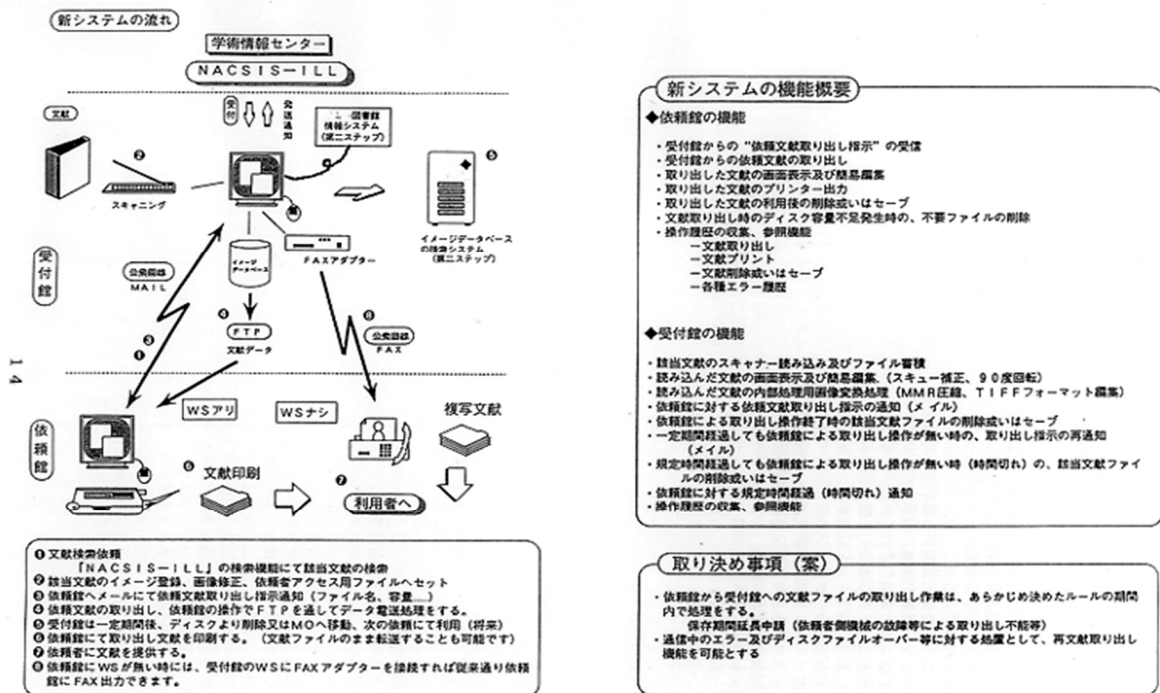 新システムの流れ
学術情報センター
NACSIS－ILL
受付
発送通知
図書館
情報システム
(第二ステップ)
文献
❷
スキャニング
❺
イメージデータベース
の検索システム
(第二ステップ)
イメージ
データベース
FAXアダプター
受付館
公衆回線
MAIL
❹
FTP
文献データ
❽
公衆回線
FAX
❸
❶
14
WSアリ
WSナシ
複写文献
依頼館
❻
文献印刷
❼
利用者へ
❶文献検索依頼
「NACSIS－ILL」の検索機能にて該当文献の検索
❷該当文献のイメージ登録、画像修正、依頼者アクセス用ファイルへセット
❸依頼館へメールにて依頼文献取り出し指示通知（ファイル名、容量…）
❹依頼文献の取り出し、依頼館の操作でFTPを通してデータ電送処理をする。
❺受付館は一定期間後、ディスクより削除又はMOへ移動、次の依頼にて利用（将来）
❻依頼館にて取り出し文献を印刷する。（文献ファイルのまま転送することも可能です）
❼依頼者に文献を提供する。
❽依頼館にWSが無い時には、受付館のWSにFAXアダプターを接続すれば従来通り依頼
館にFAX出力できます。
新システムの機能概要
◆依頼館の機能
・受付館からの“依頼文献取り出し指示”の受信
・受付館からの依頼文献の取り出し
・取り出した文献の画面表示及び簡易編集
・取り出した文献のプリンター出力
・取り出した文献の利用後の削除或いはセーブ
・文献取り出し時のディスク容量不足発生時の、不要ファイルの削除
・操作履歴の収集、参照機能
－文献取り出し
－文献プリント
－文献削除或いはセーブ
－各種エラー履歴
◆受付館の機能
・該当文献のスキャナー読み込み及びファイル蓄積
・読み込んだ文献の画面表示及び簡易編集、（スキュー補正、90度回転）
・読み込んだ文献の内部処理用画像変換処理（MMR圧縮、TIFFフォーマット編集）
・依頼館に対する依頼文献取り出し指示の通知（メイル）
・依頼館による取り出し操作終了時の該当文献ファイルの削除或いはセーブ
・一定期間経過しても依頼館による取り出し操作が無い時の、取り出し指示の再通知
（メイル）
・規定時間経過しても依頼館による取り出し操作が無い時（時間切れ）の、該当文献ファイ
ルの削除或いはセーブ
・依頼館に対する規定時間経過（時間切れ）通知
・操作履歴の収集、参照機能
取り決め事項（案）
・依頼館から受付館への文献ファイルの取り出し作業は、あらかじめ決めたルールの期間
内で処理をする。
保存期間延長申請（依頼者側機械の故障等による取り出し不能等）
・通信中のエラー及びディスクファイルオーバー等に対する処置として、再文献取り出し
機能を可能とする